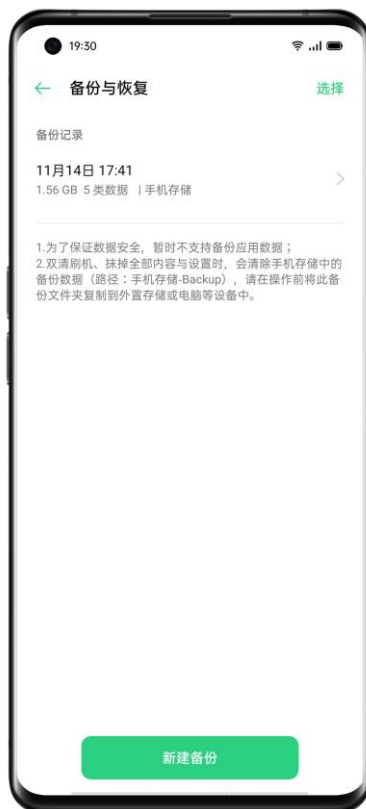 19:30
备份与恢复
选择
备份记录
11月14日 17:41
1.56 GB 5 类数据 | 手机存储
1.为了保证数据安全，暂时不支持备份应用数据；
2.双清刷机、抹掉全部内容与设置时，会清除手机存储中的
备份数据（路径：手机存储-Backup），请在操作前将此备
份文件夹复制到外置存储或电脑等设备中。
新建备份